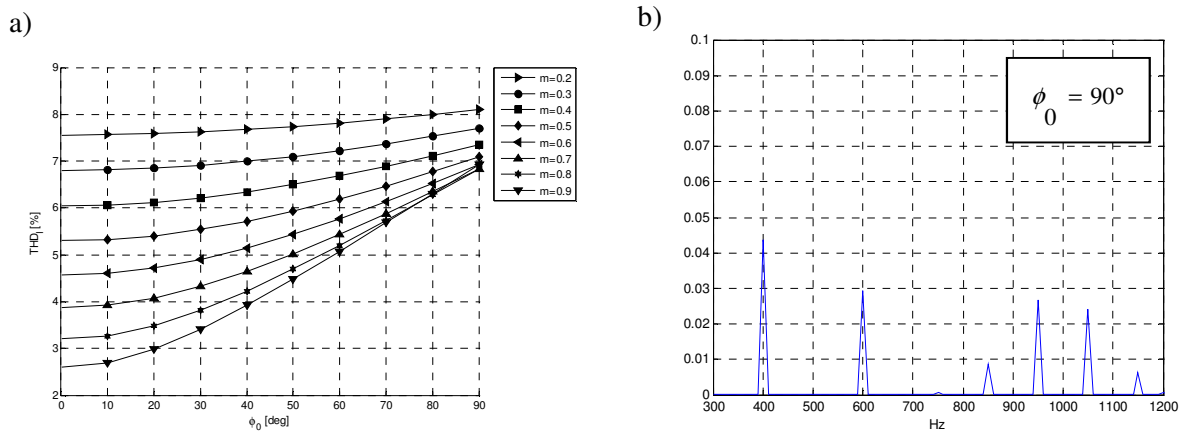 a)
9
8
7
6
5
4
3
2
THD_I [%]
0 10 20 30 40 50 60 70 80 90
ϕ_0 [deg]
m=0.2
m=0.3
m=0.4
m=0.5
m=0.6
m=0.7
m=0.8
m=0.9
b)
0.1
0.09
0.08
0.07
0.06
0.05
0.04
0.03
0.02
0.01
0
300 400 500 600 700 800 900 1000 1100 1200
Hz
ϕ_0 = 90°